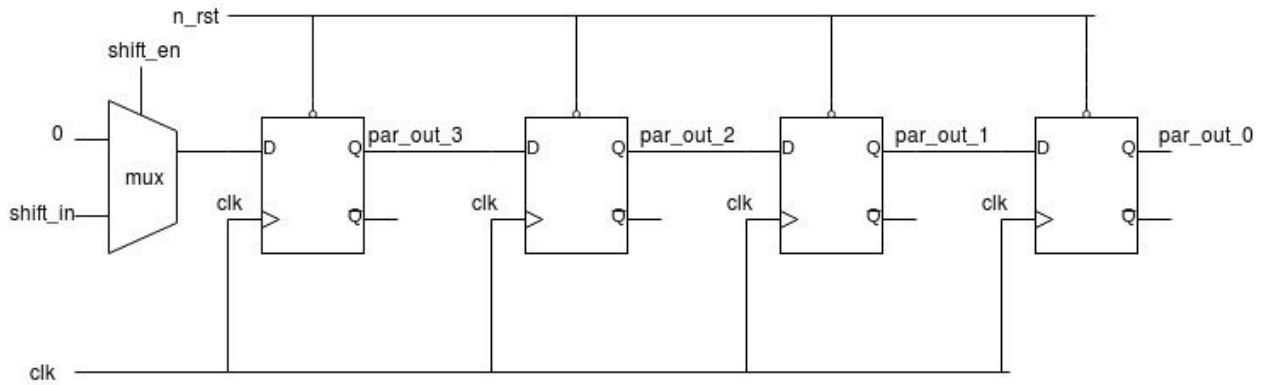 n_rst
shift_en
0
par_out_3
par_out_2
par_out_1
par_out_0
D
Q
D
Q
D
Q
D
Q
mux
shift_in
clk
Q̅
clk
Q̅
clk
Q̅
clk
Q̅
clk